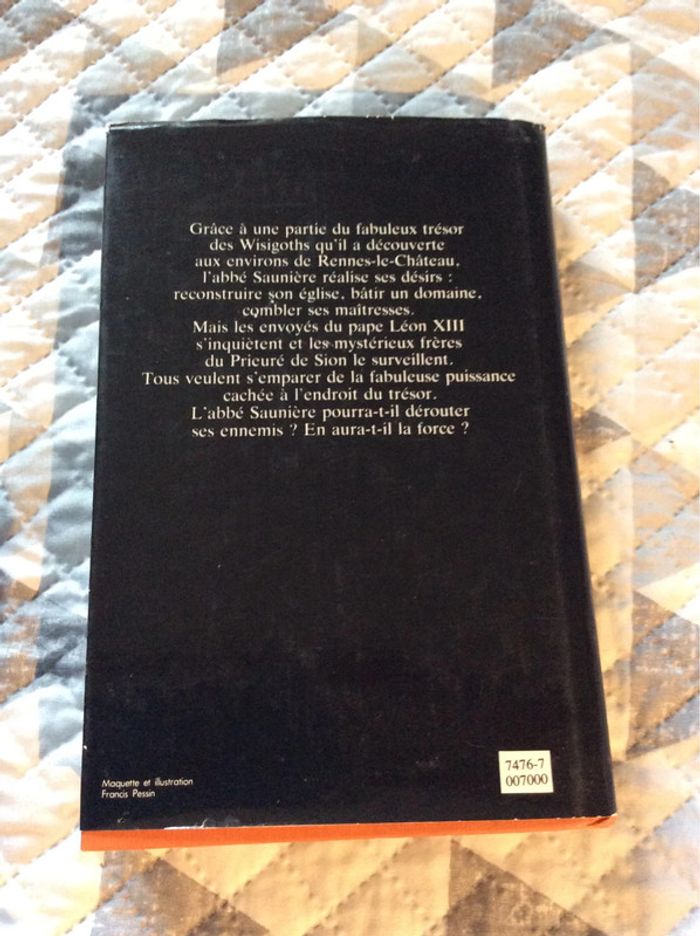 Grâce à une partie du fabuleux trésor
des Wisigoths qu'il a découverte
aux environs de Rennes-le-Château,
l'abbé Saunière réalise ses désirs :
reconstruire son église, bâtir un domaine,
combler ses maîtresses.
Mais les envoyés du pape Léon XIII
s'inquiètent et les mystérieux frères
du Prieuré de Sion le surveillent.
Tous veulent s'emparer de la fabuleuse puissance
cachée à l'endroit du trésor.
L'abbé Saunière pourra-t-il dérouter
ses ennemis ? En aura-t-il la force ?
Maquette et illustration
Francis Pessin
7476-7
007000